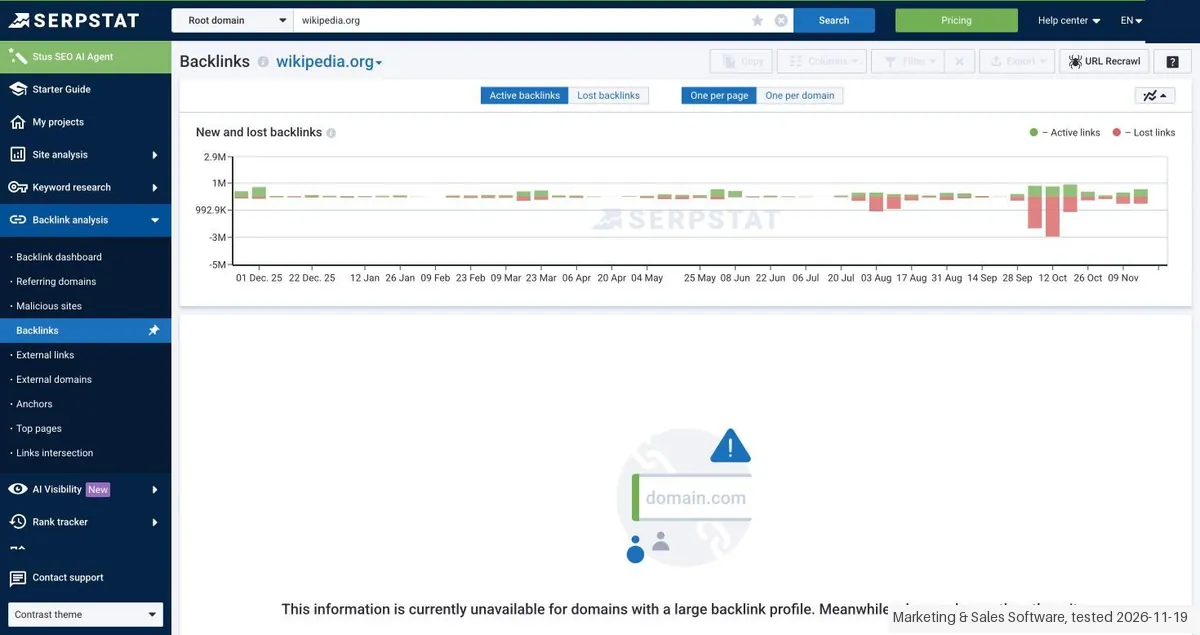 SERPSTAT
Root domain
wikipedia.org
Search
Pricing
Help center
EN
Stus SEO AI Agent
Starter Guide
My projects
Site analysis
Keyword research
Backlink analysis
· Backlink dashboard
· Referring domains
· Malicious sites
Backlinks
· External links
· External domains
· Anchors
· Top pages
· Links intersection
AI Visibility New
Rank tracker
Contact support
Contrast theme
Backlinks i wikipedia.org
Copy
Columns
Filter
Export
URL Recrawl
?
Active backlinks
Lost backlinks
One per page
One per domain
New and lost backlinks i
– Active links
– Lost links
2.9M
1M
992.9K
-3M
-5M
SERPSTAT
01 Dec. 25 22 Dec. 25 12 Jan 26 Jan 09 Feb 23 Feb 09 Mar 23 Mar 06 Apr 20 Apr 04 May 25 May 08 Jun 22 Jun 06 Jul 20 Jul 03 Aug 17 Aug 31 Aug 14 Sep 28 Sep 12 Oct 26 Oct 09 Nov
!
domain.com
This information is currently unavailable for domains with a large backlink profile. Meanwhile
Marketing & Sales Software, tested 2026-11-19